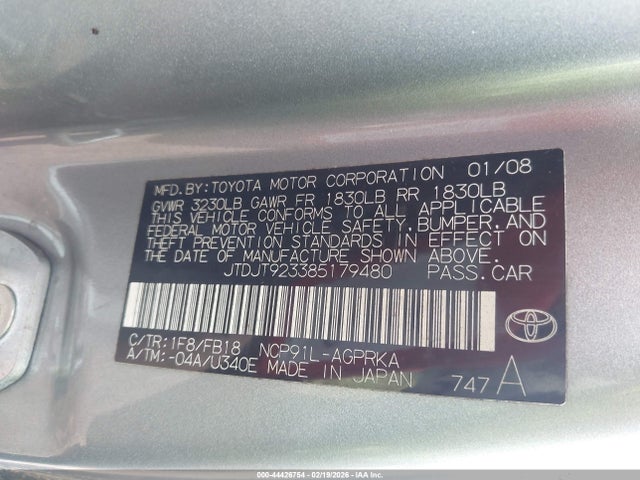 MFD.BY:TOYOTA MOTOR CORPORATION 01/08
GVWR 3230LB GAWR FR 1830LB RR 1830LB
THIS VEHICLE CONFORMS TO ALL APPLICABLE
FEDERAL MOTOR VEHICLE SAFETY,BUMPER,AND
THEFT PREVENTION STANDARDS IN EFFECT ON
THE DATE OF MANUFACTURE SHOWN ABOVE.
JTDJT923385179480 PASS.CAR
C/TR:1F8/FB18 NCP91L-AGPRKA
A/TM:-04A/U340E MADE IN JAPAN 747 A
000-44426754 - 02/19/2026 - IAA, INC.